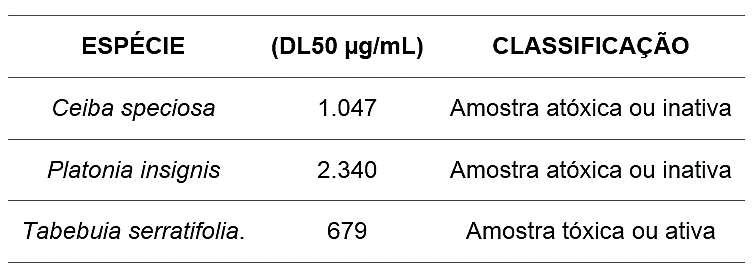 ESPÉCIE (DL50 µg/mL) CLASSIFICAÇÃO
Ceiba speciosa 1.047 Amostra atóxica ou inativa
Platonia insignis 2.340 Amostra atóxica ou inativa
Tabebuia serratifolia. 679 Amostra tóxica ou ativa